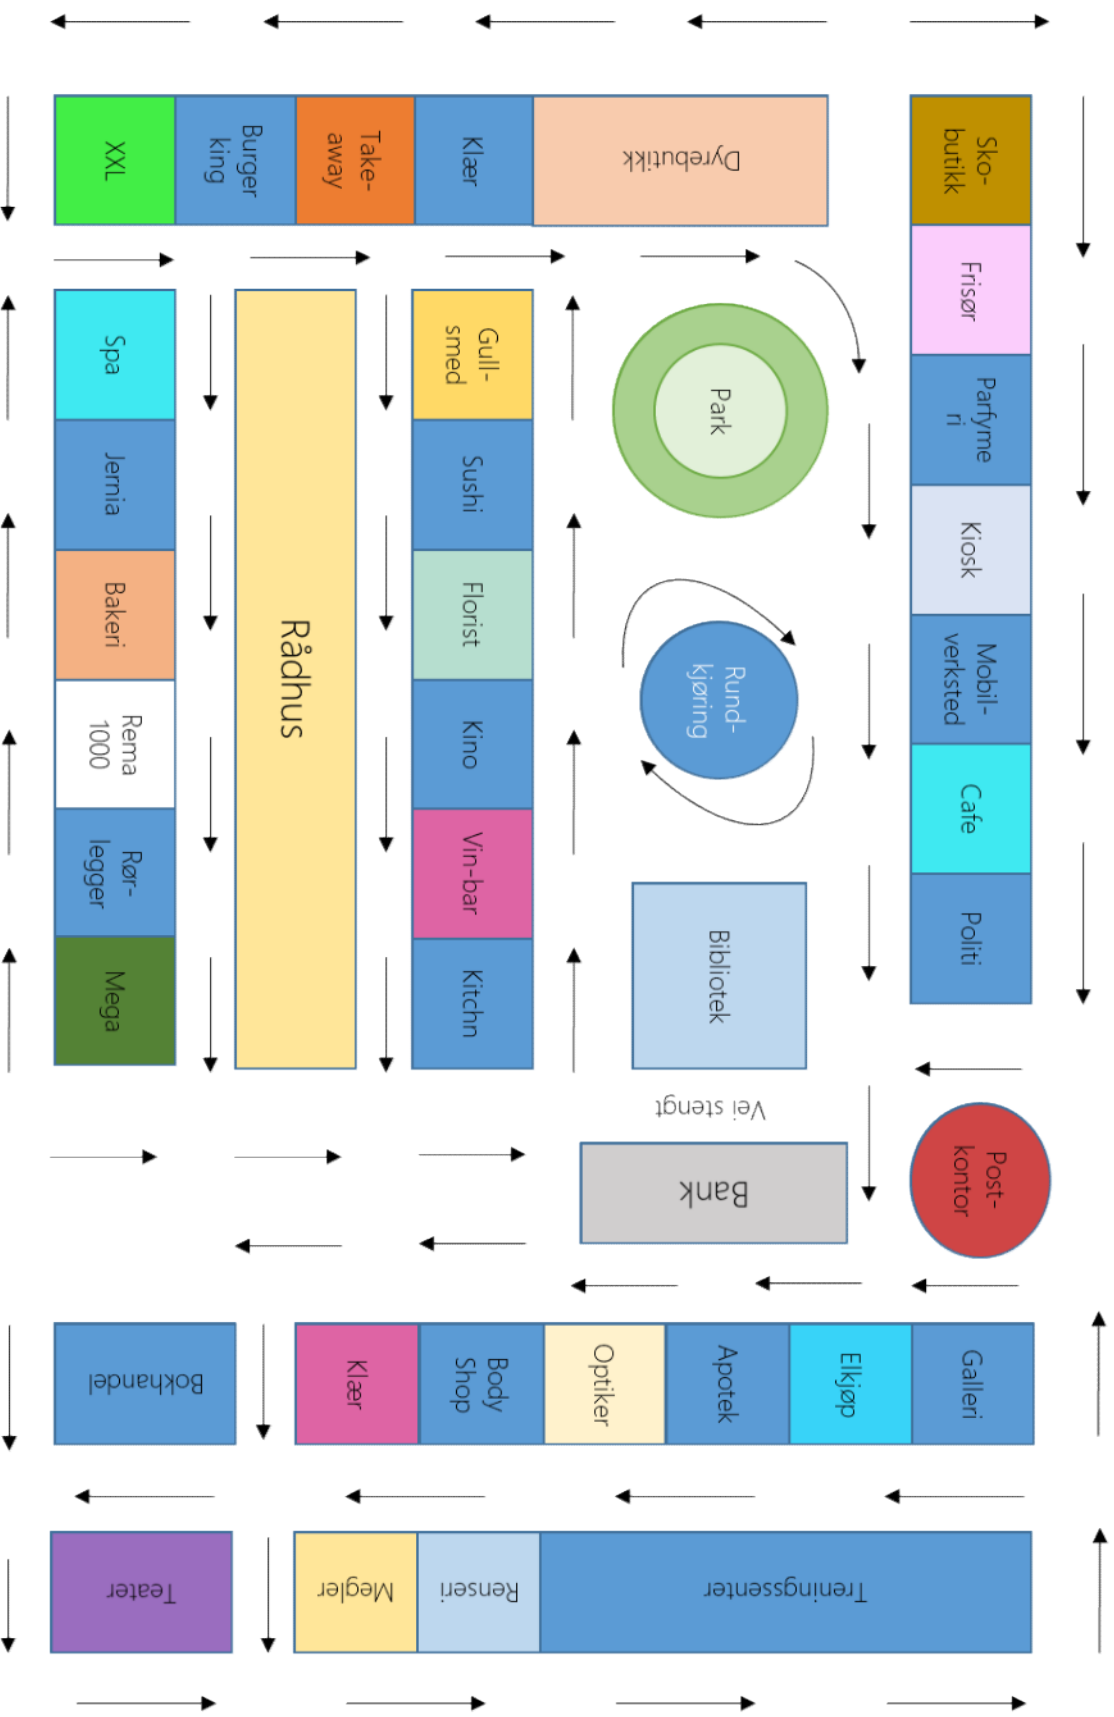 XXL
Burger
king
Take-
away
Klær
Dyrebutikk
Sko-
butikk
Frisør
Parfyme
ri
Kiosk
Mobil-
verksted
Cafe
Politi
Spa
Jernia
Bakeri
Rema
1000
Rør-
legger
Mega
Rådhus
Gull-
smed
Sushi
Florist
Kino
Vin-bar
Kitchn
Park
Rund-
kjøring
Bibliotek
Vei stengt
Bank
Post-
kontor
Bokhandel
Klær
Body
Shop
Optiker
Apotek
Elkjøp
Galleri
Teater
Megler
Renseri
Treningssenter